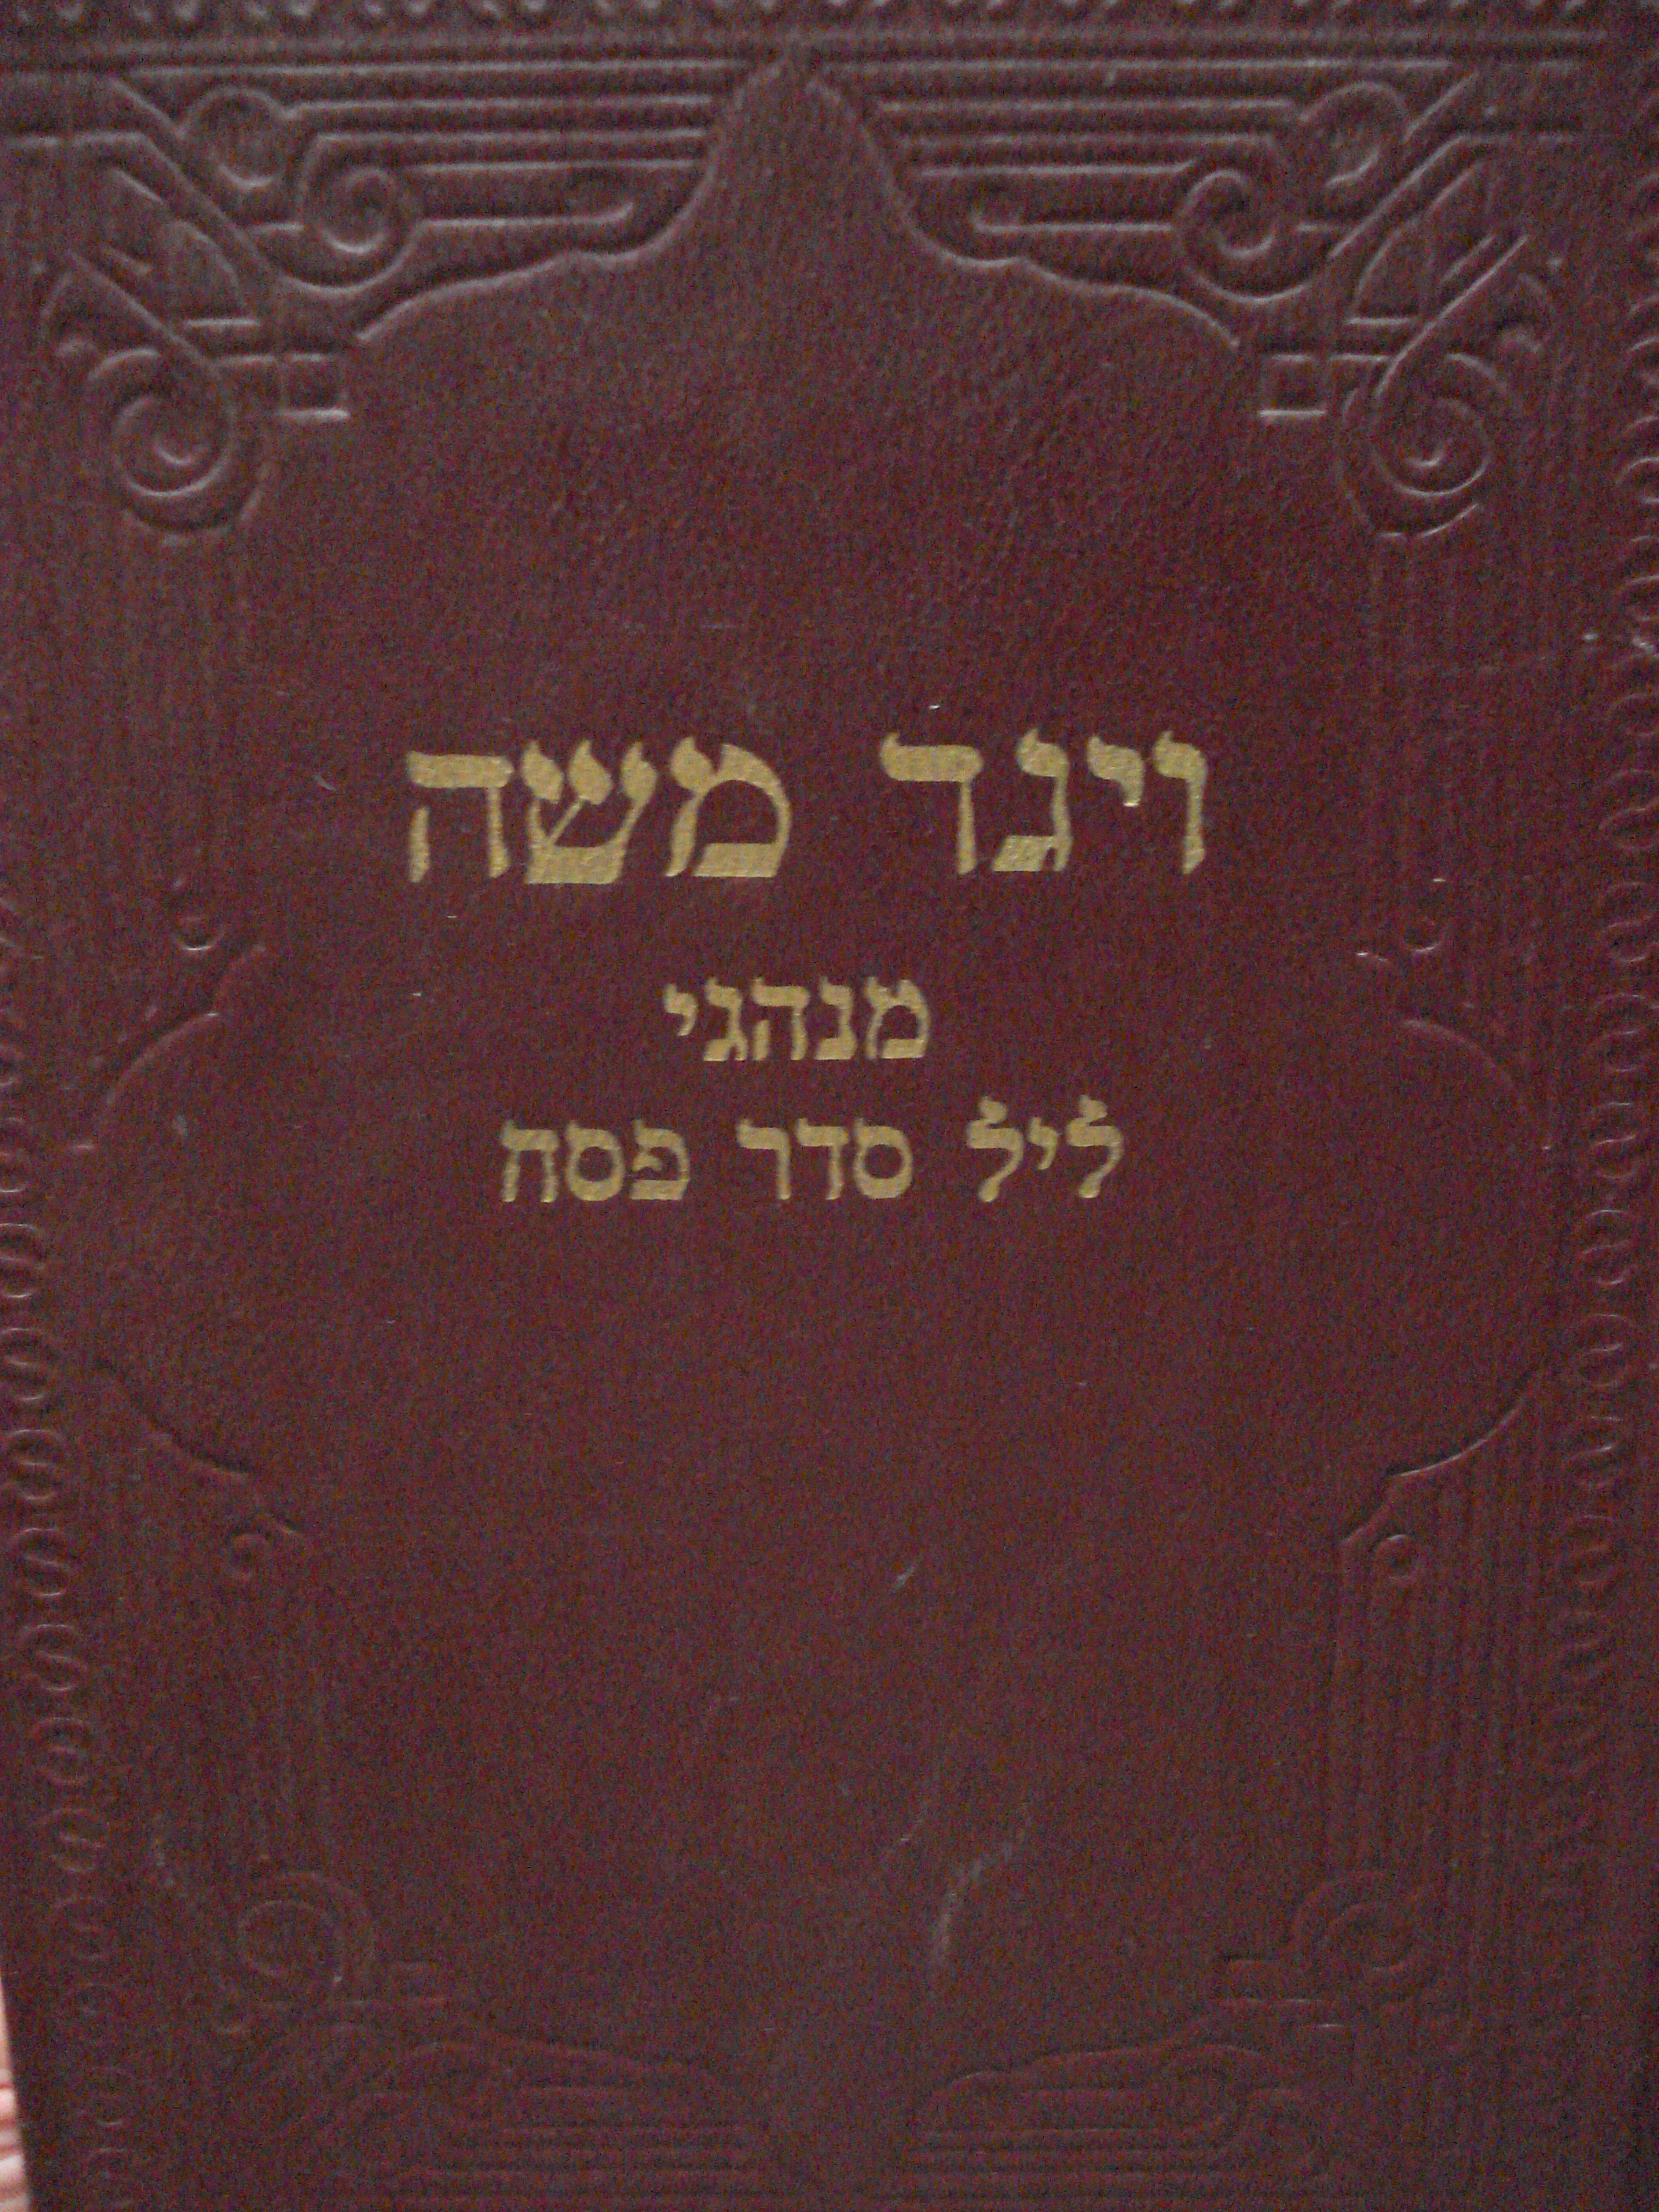 ויגד משה
מנהגי
ליל סדר פסח